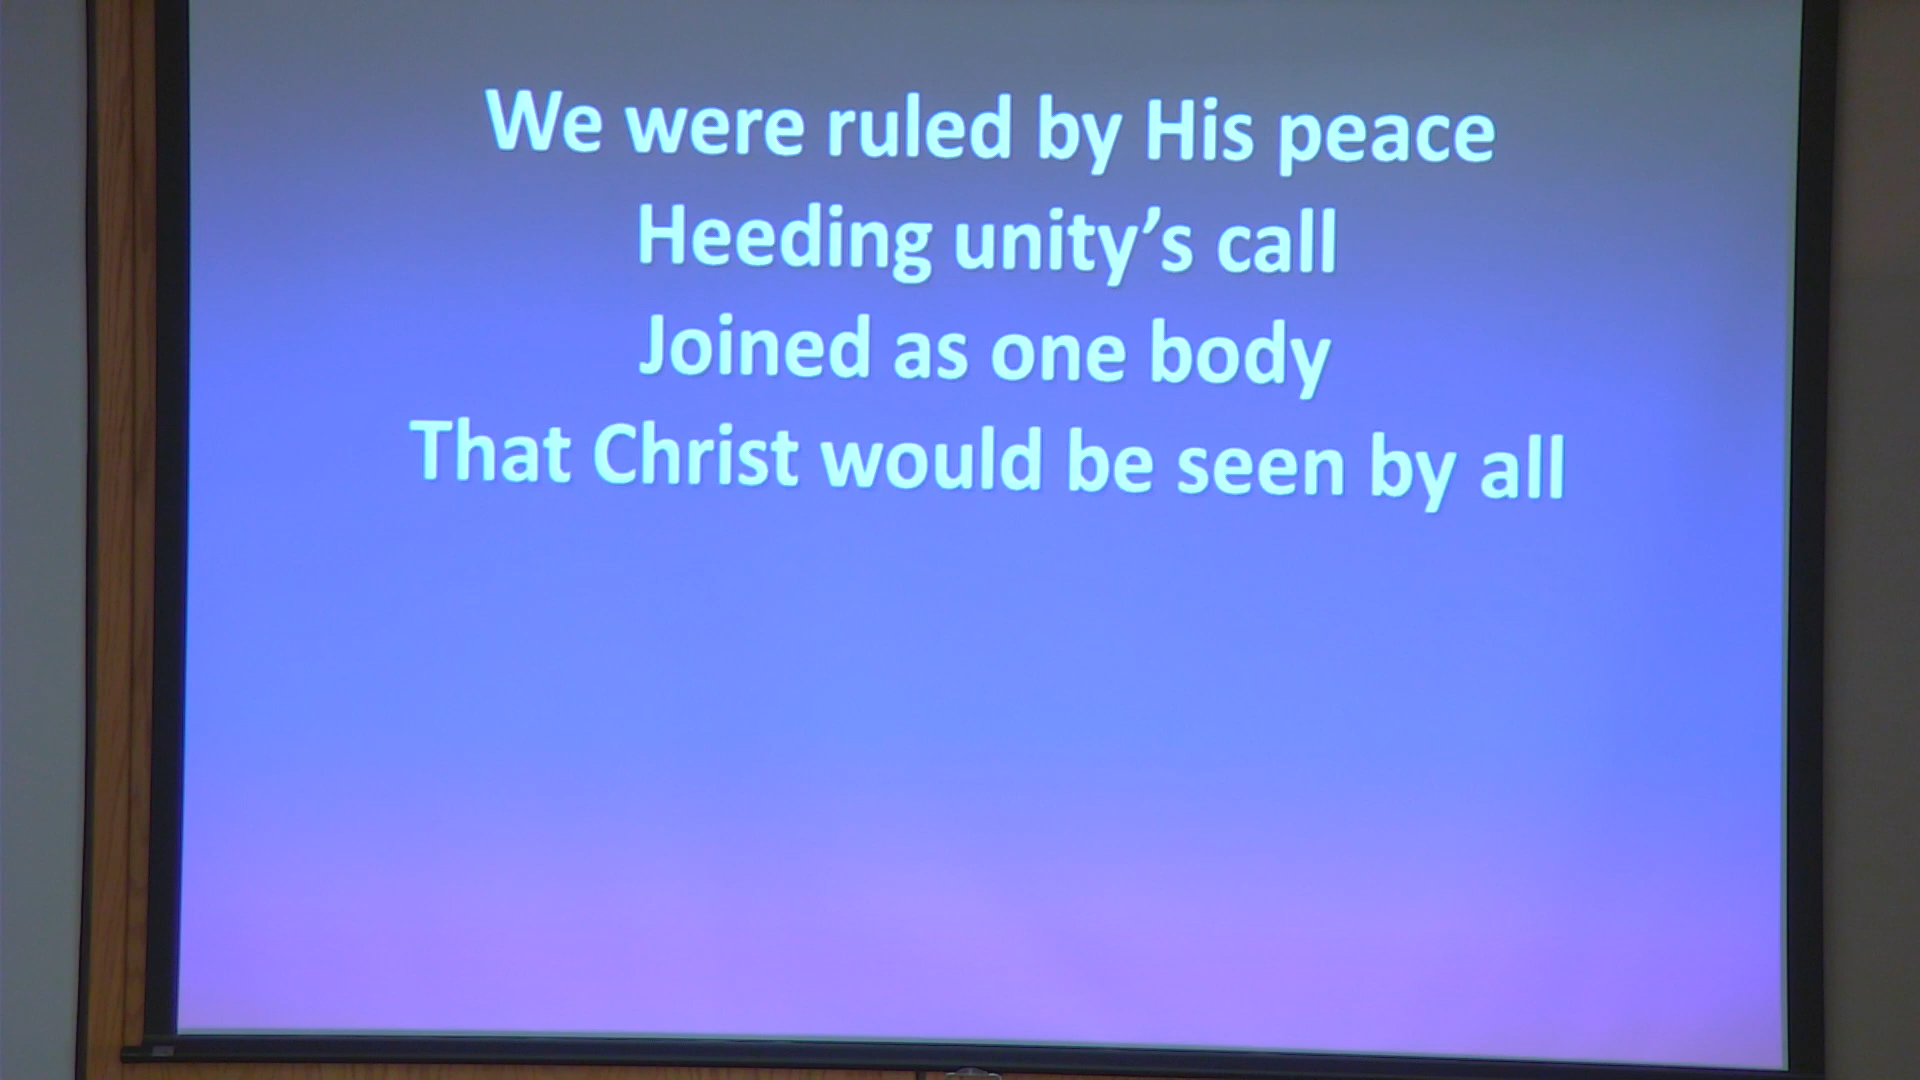 We were ruled by His peace
Heeding unity’s call
Joined as one body
That Christ would be seen by all